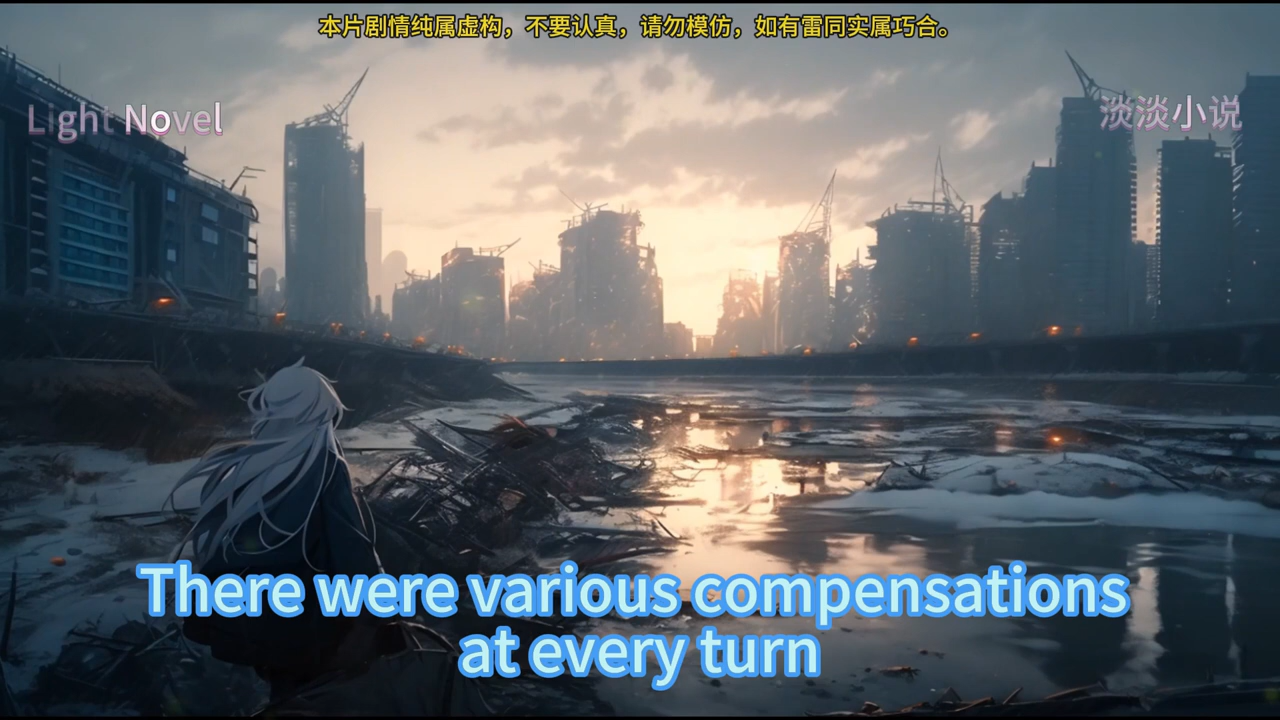 本片剧情纯属虚构，不要认真，请勿模仿，如有雷同实属巧合。
Light Novel
淡淡小说
There were various compensations
at every turn